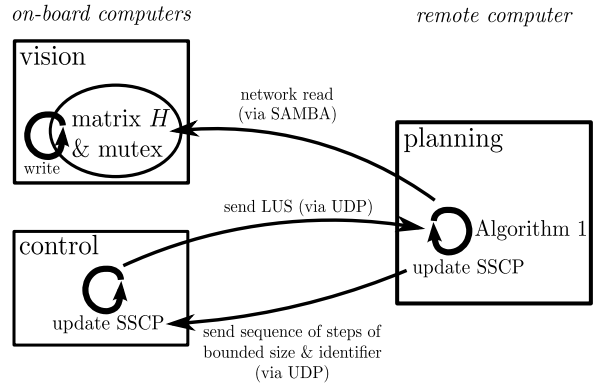 on-board computers
remote computer
vision
matrix H
& mutex
write
network read
(via SAMBA)
planning
send LUS (via UDP)
Algorithm 1
update SSCP
control
update SSCP
send sequence of steps of
bounded size & identifier
(via UDP)